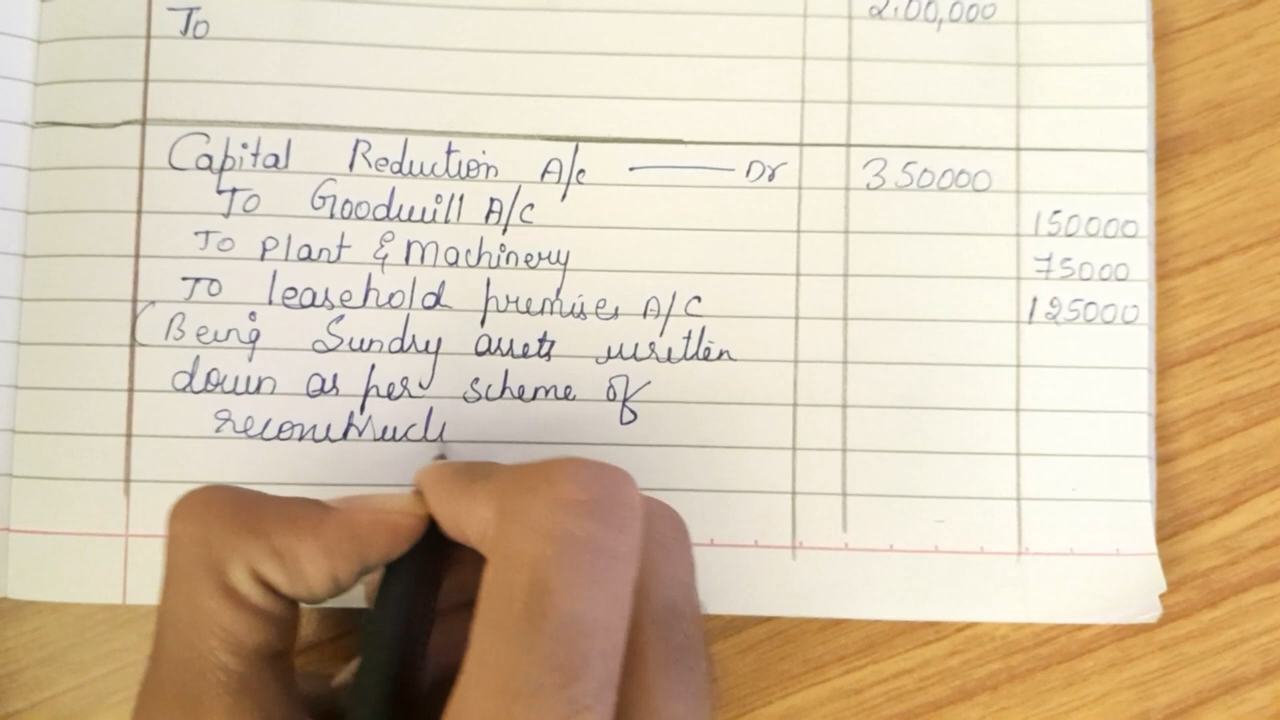 2,00,000
To
Capital Reduction A/c —— Dr 350000
To Goodwill A/C 150000
To Plant & Machinery 75000
To leasehold premises A/C 125000
(Being Sundry assets written
down as per scheme of
reconstruct